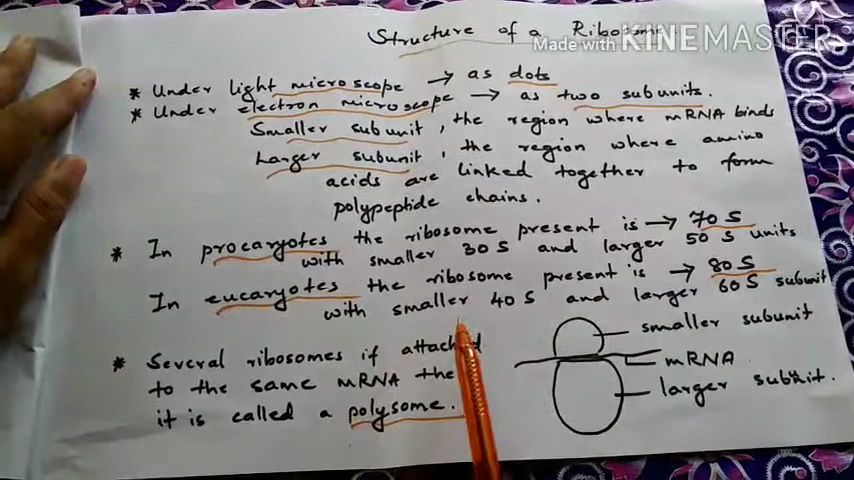 Structure of a Ribosome.
Made with KINEMASTER
* Under light microscope → as dots
* Under electron microscope → as two subunits.
Smaller subunit, the region where mRNA binds
Larger subunit, the region where amino
acids are linked together to form
polypeptide chains.
* In procaryotes the ribosome present is → 70 S
with smaller 30 S and larger 50 S units
In eucaryotes the ribosome present is → 80 S
with smaller 40 S and larger 60 S subunit
* Several ribosomes if attached
to the same mRNA the
it is called a polysome.
smaller subunit
mRNA
larger subunit.